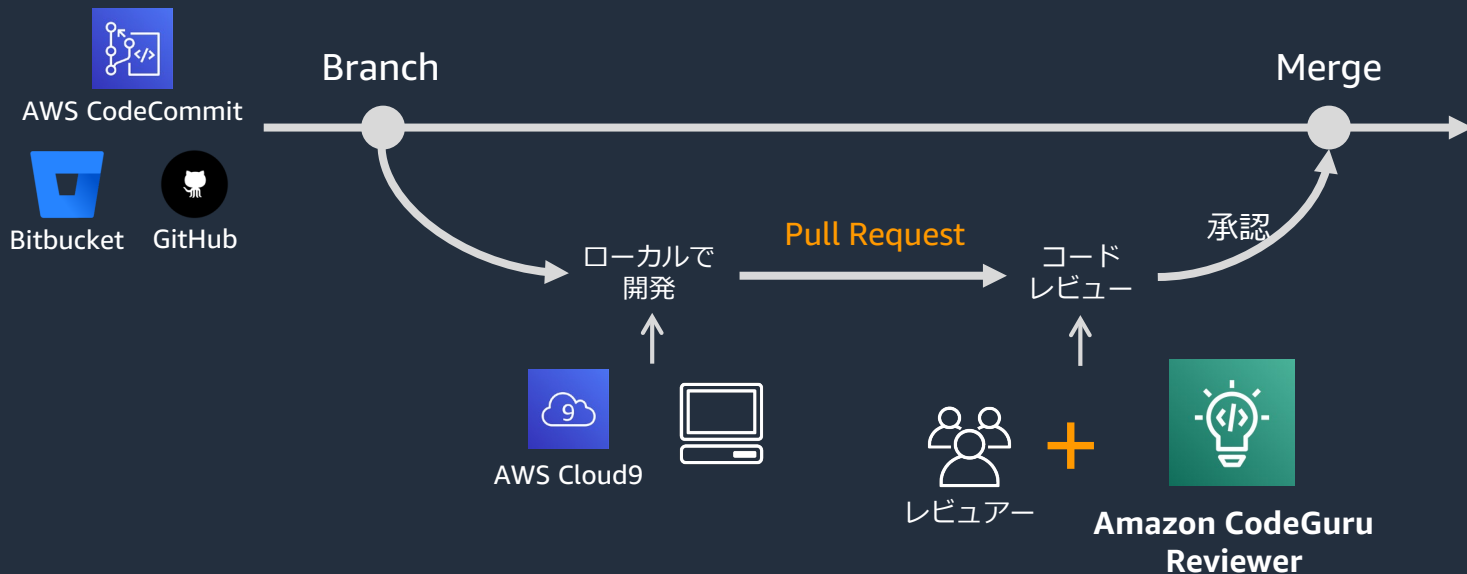 AWS CodeCommit
Bitbucket
GitHub
Branch
Merge
ローカルで
開発
Pull Request
コード
レビュー
承認
9
AWS Cloud9
レビュアー
+
</>
Amazon CodeGuru
Reviewer